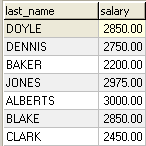 last_name salary
DOYLE 2850.00
DENNIS 2750.00
BAKER 2200.00
JONES 2975.00
ALBERTS 3000.00
BLAKE 2850.00
CLARK 2450.00